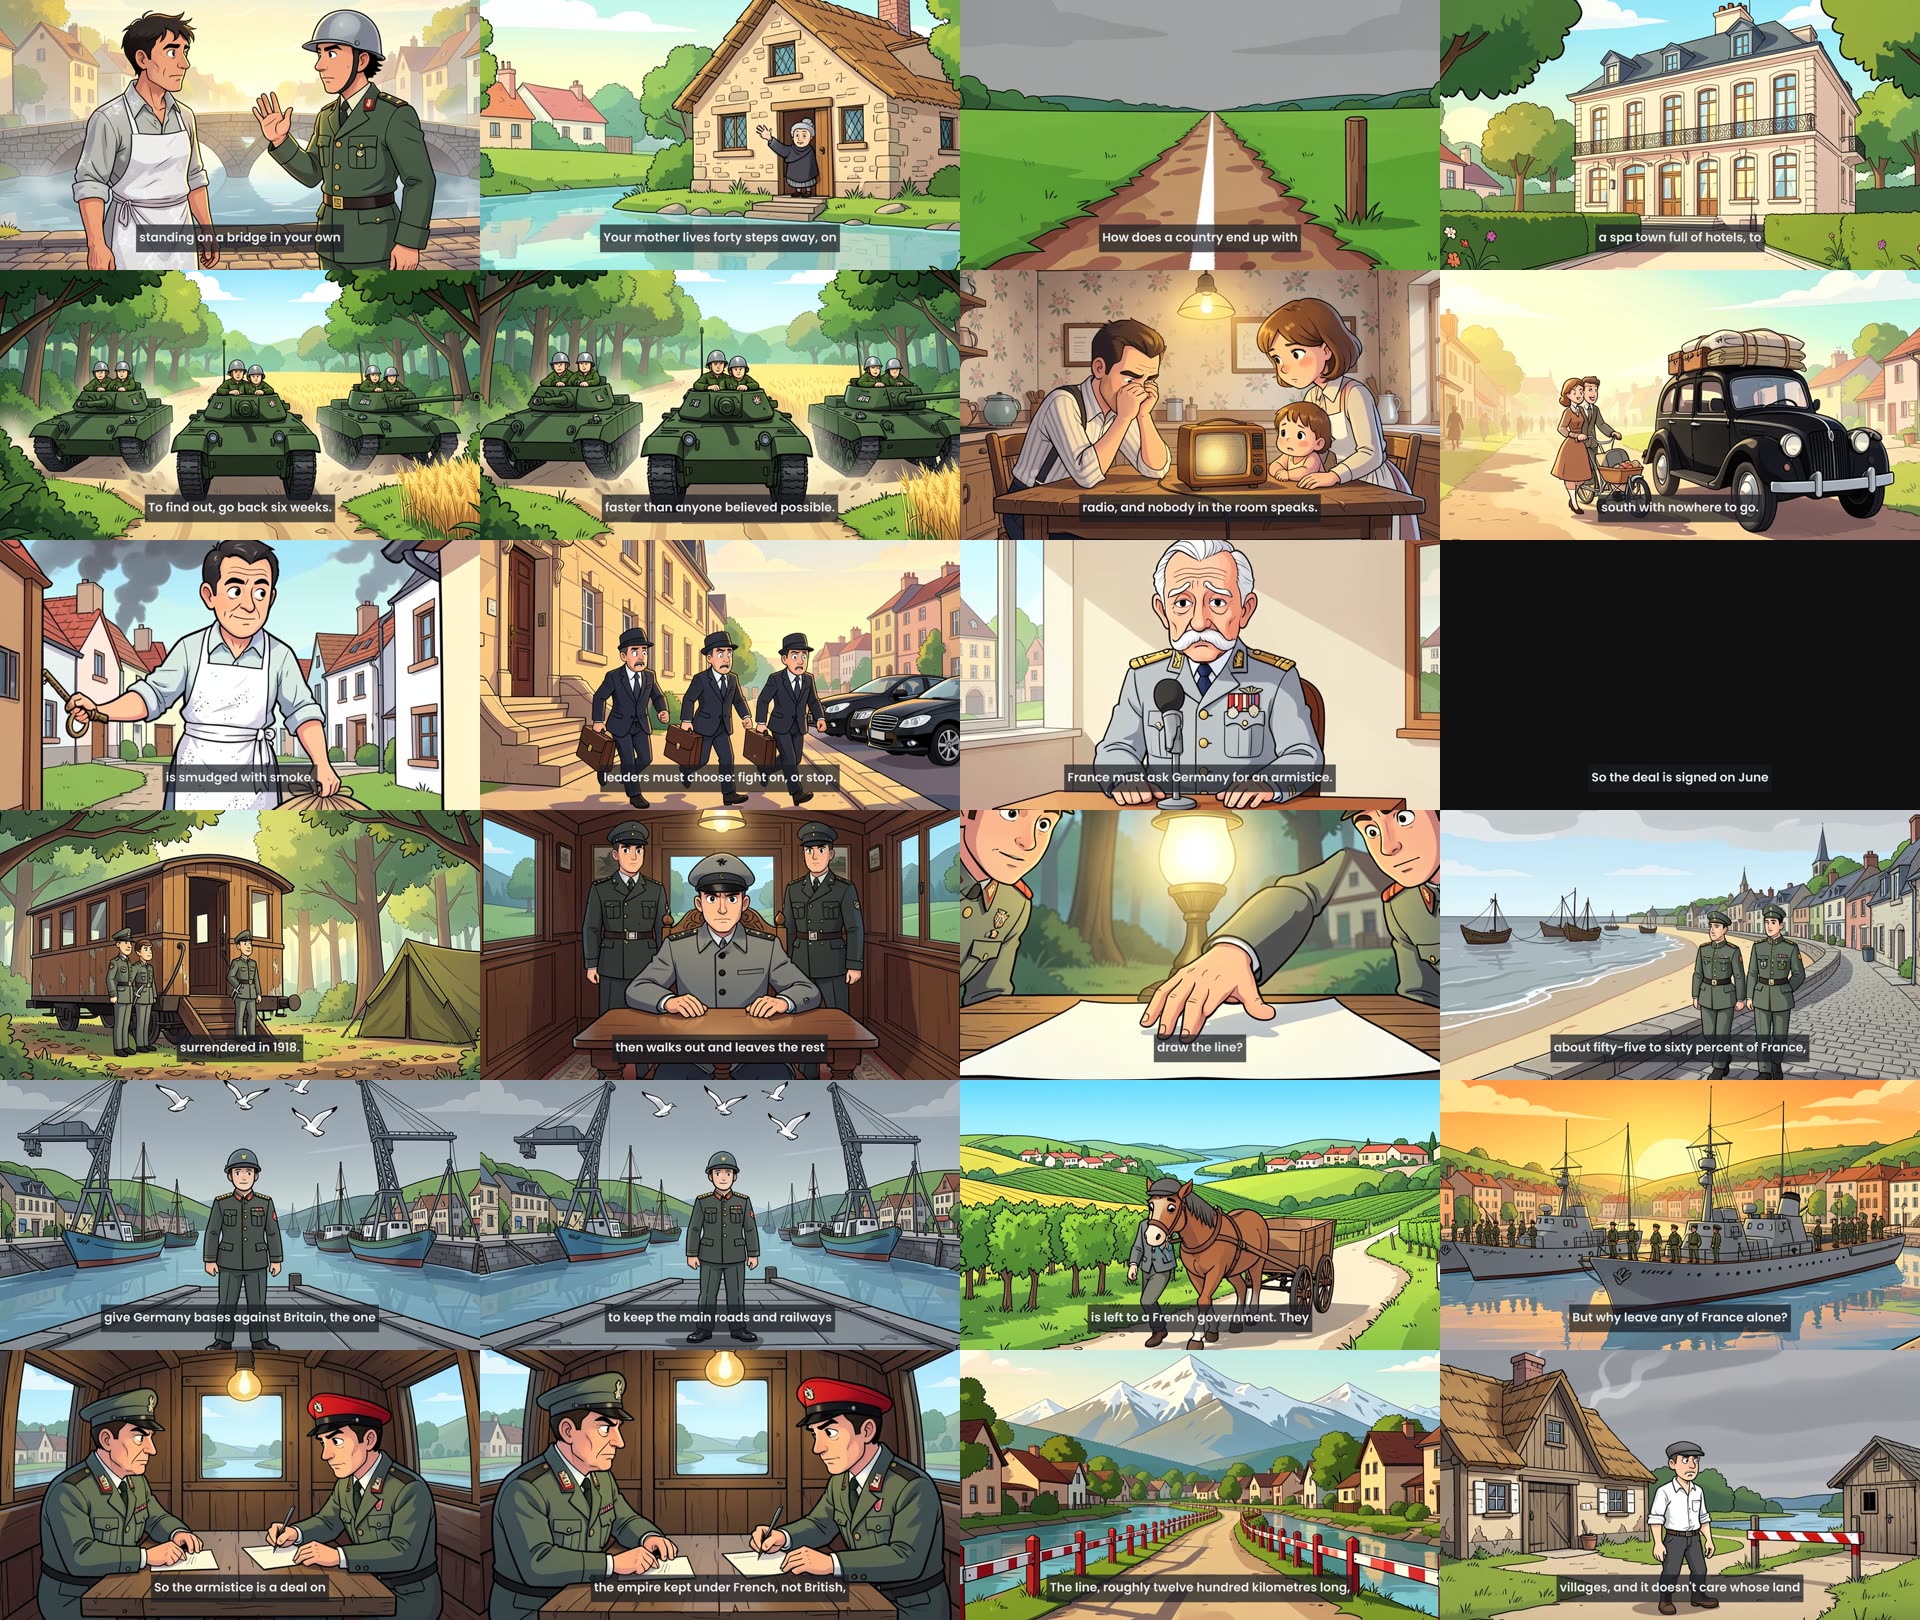 standing on a bridge in your own
Your mother lives forty steps away, on
How does a country end up with
a spa town full of hotels, to
To find out, go back six weeks.
faster than anyone believed possible.
radio, and nobody in the room speaks.
south with nowhere to go.
is smudged with smoke.
leaders must choose: fight on, or stop.
France must ask Germany for an armistice.
So the deal is signed on June
surrendered in 1918.
then walks out and leaves the rest
draw the line?
about fifty-five to sixty percent of France,
give Germany bases against Britain, the one
to keep the main roads and railways
is left to a French government. They
But why leave any of France alone?
So the armistice is a deal on
the empire kept under French, not British,
The line, roughly twelve hundred kilometres long,
villages, and it doesn't care whose land